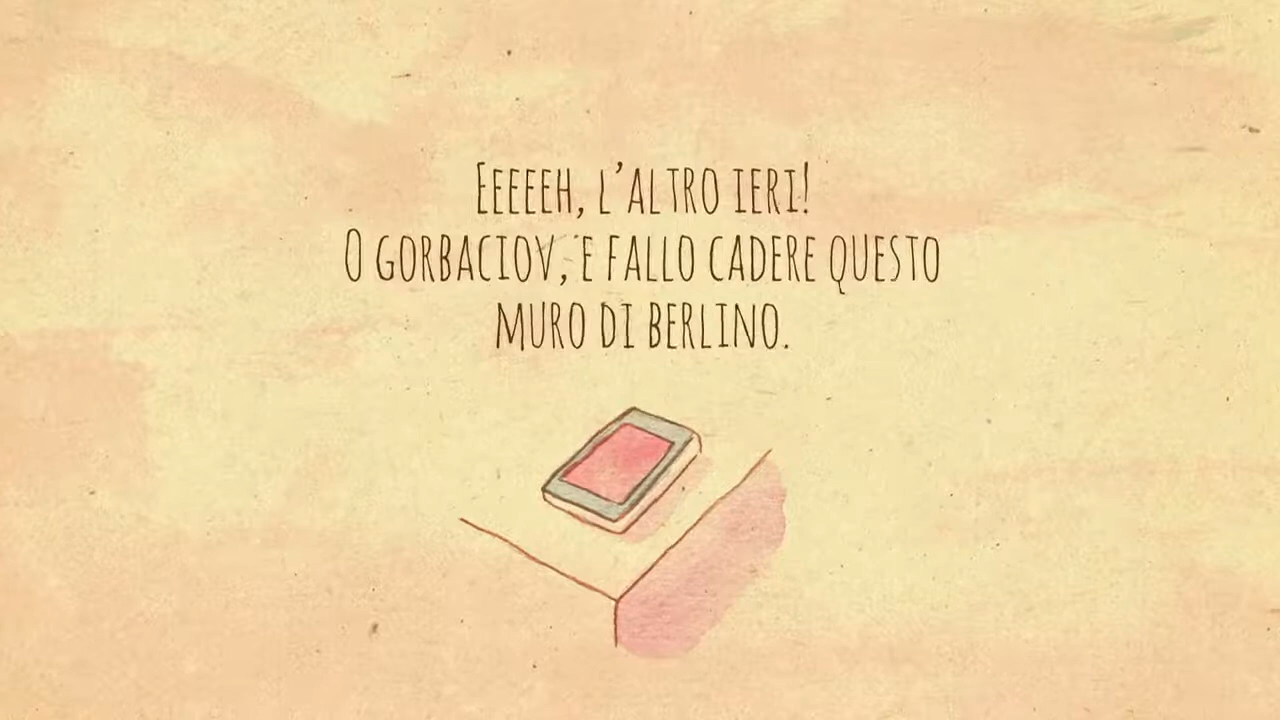 Eeeeeh, l'altro ieri!
O Gorbaciov, e fallo cadere questo
muro di Berlino.